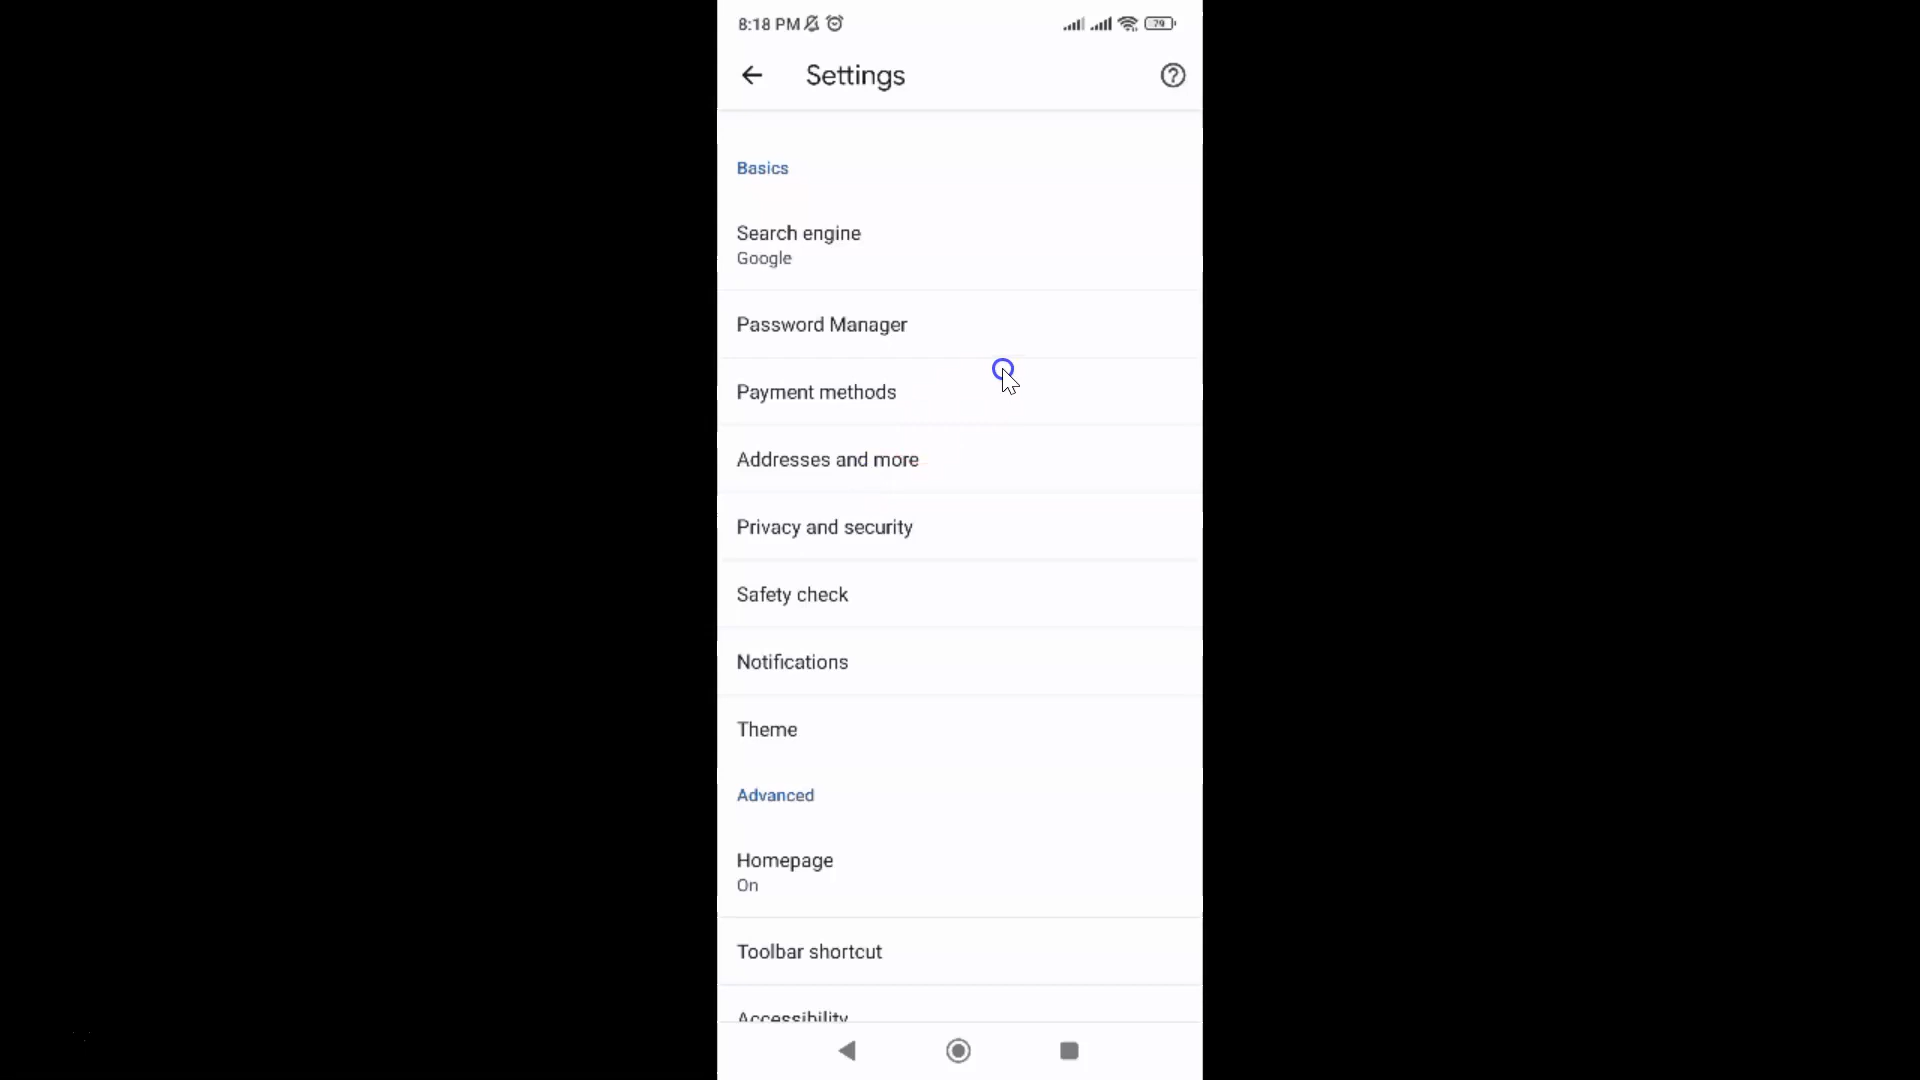 8:18 PM
79
Settings
Basics
Search engine
Google
Password Manager
Payment methods
Addresses and more
Privacy and security
Safety check
Notifications
Theme
Advanced
Homepage
On
Toolbar shortcut
Accessibility